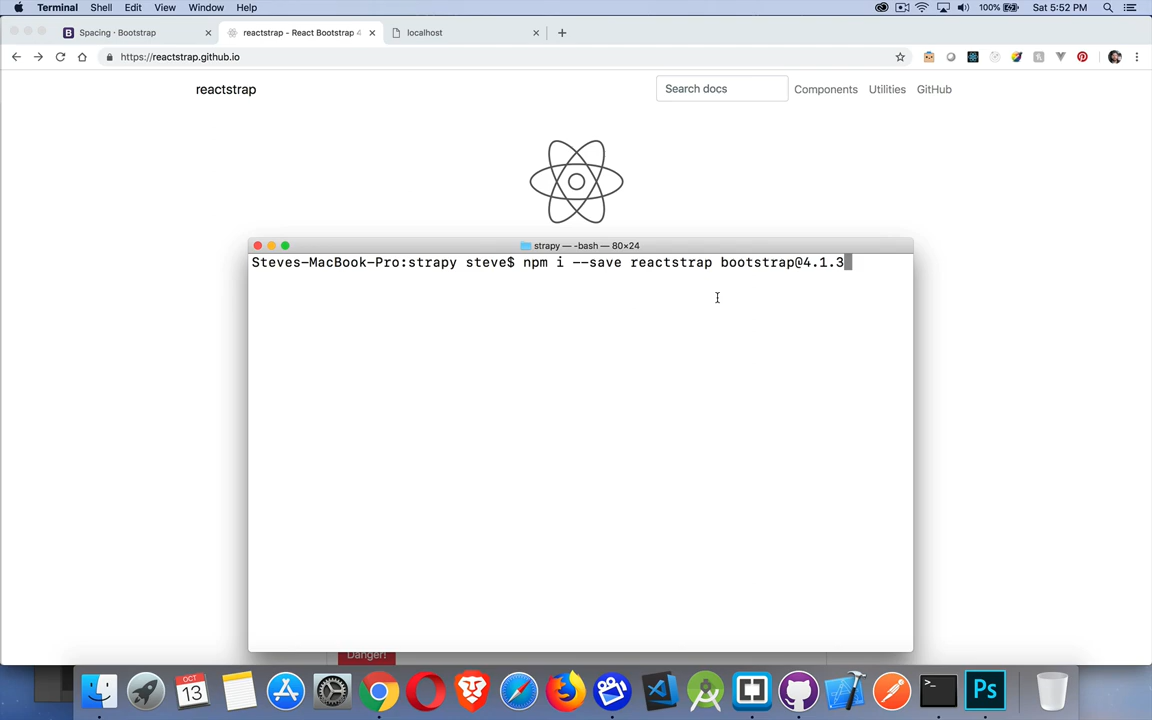 Terminal Shell Edit View Window Help 100% Sat 5:52 PM
Spacing · Bootstrap reactstrap - React Bootstrap 4 localhost
https://reactstrap.github.io
reactstrap Search docs Components Utilities GitHub
strapy — -bash — 80×24
Steves-MacBook-Pro:strapy steve$ npm i --save reactstrap bootstrap@4.1.3
Danger!
OCT
13
>_
Ps